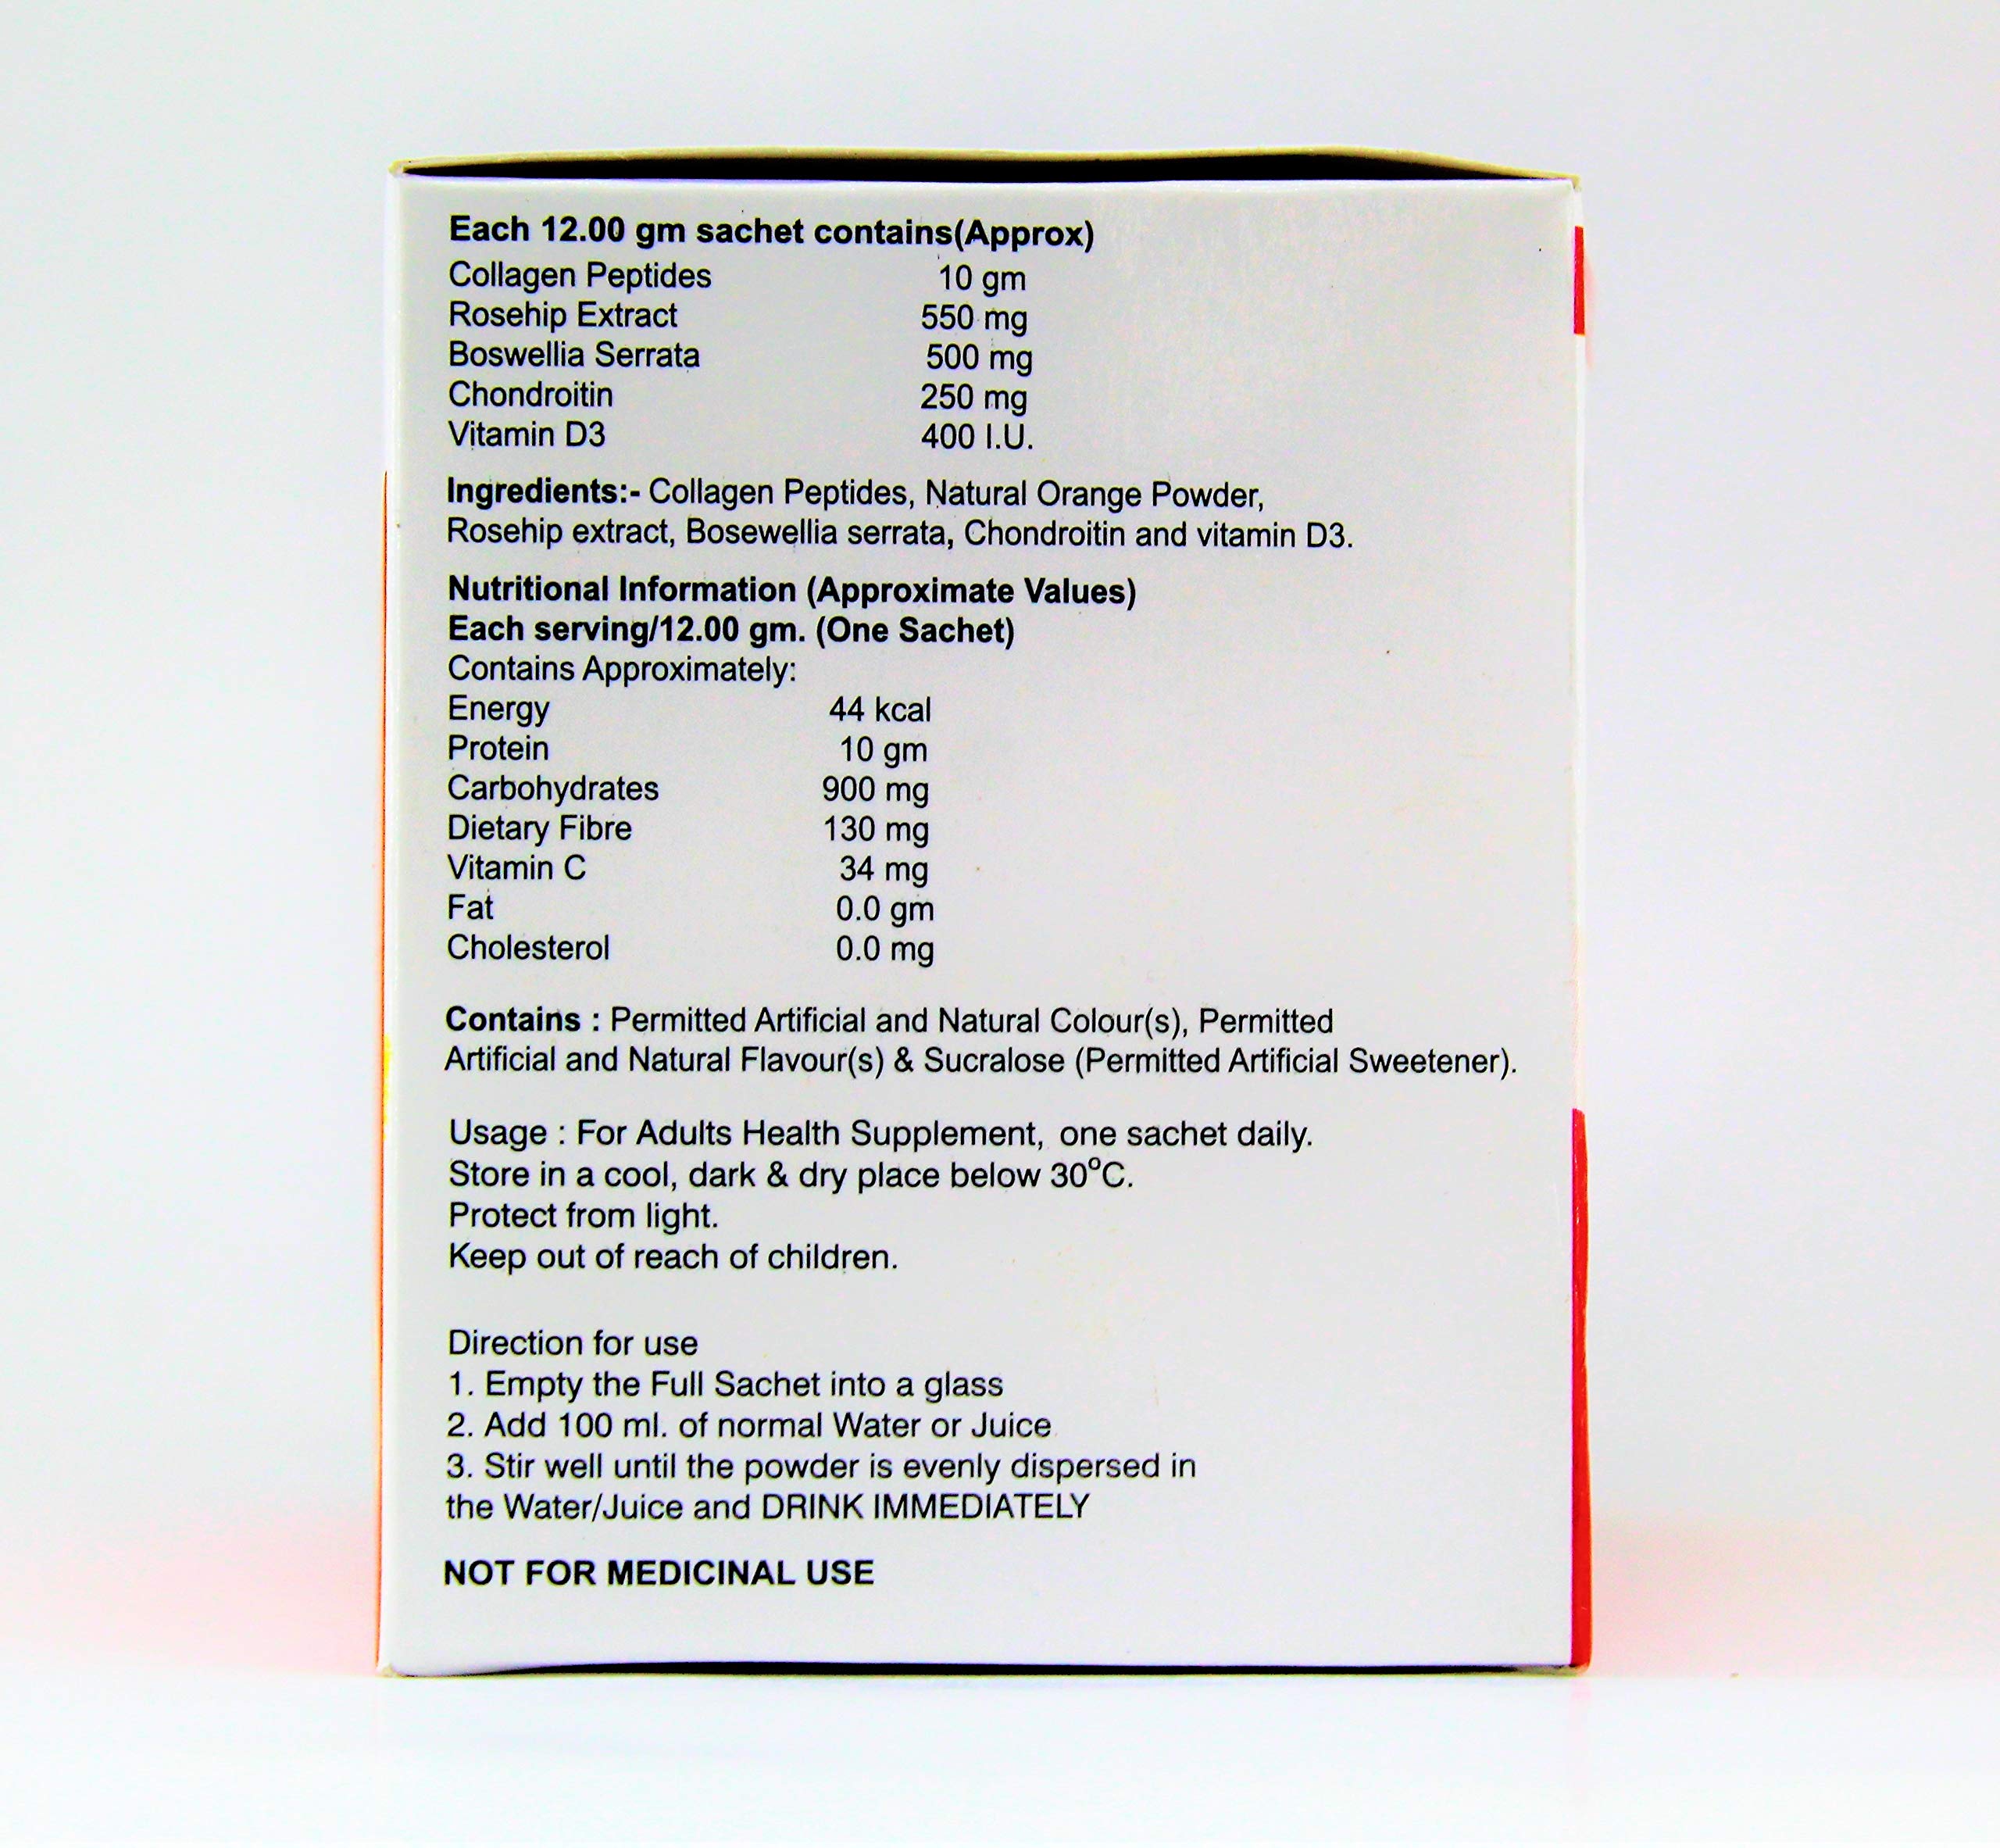 Each 12.00 gm sachet contains(Approx)
Collagen Peptides 10 gm
Rosehip Extract 550 mg
Boswellia Serrata 500 mg
Chondroitin 250 mg
Vitamin D3 400 I.U.
Ingredients:- Collagen Peptides, Natural Orange Powder,
Rosehip extract, Bosewellia serrata, Chondroitin and vitamin D3.
Nutritional Information (Approximate Values)
Each serving/12.00 gm. (One Sachet)
Contains Approximately:
Energy 44 kcal
Protein 10 gm
Carbohydrates 900 mg
Dietary Fibre 130 mg
Vitamin C 34 mg
Fat 0.0 gm
Cholesterol 0.0 mg
Contains : Permitted Artificial and Natural Colour(s), Permitted
Artificial and Natural Flavour(s) & Sucralose (Permitted Artificial Sweetener).
Usage : For Adults Health Supplement, one sachet daily.
Store in a cool, dark & dry place below 30°C.
Protect from light.
Keep out of reach of children.
Direction for use
1. Empty the Full Sachet into a glass
2. Add 100 ml. of normal Water or Juice
3. Stir well until the powder is evenly dispersed in
the Water/Juice and DRINK IMMEDIATELY
NOT FOR MEDICINAL USE